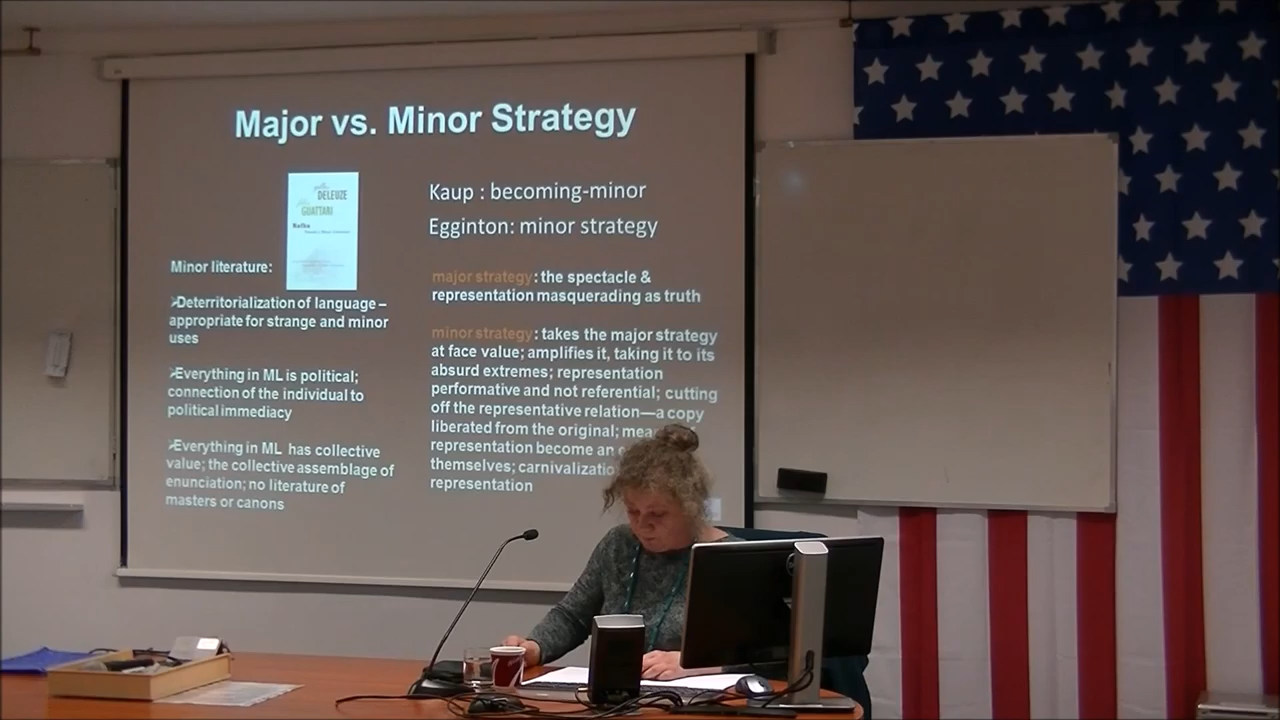 Major vs. Minor Strategy
DELEUZE
GUATTARI
Kafka
Minor literature:
➢Deterritorialization of language –
appropriate for strange and minor
uses
➢Everything in ML is political;
connection of the individual to
political immediacy
➢Everything in ML has collective
value; the collective assemblage of
enunciation; no literature of
masters or canons
Kaup : becoming-minor
Egginton: minor strategy
major strategy: the spectacle &
representation masquerading as truth
minor strategy: takes the major strategy
at face value; amplifies it, taking it to its
absurd extremes; representation
performative and not referential; cutting
off the representative relation—a copy
liberated from the original;
representation become an
themselves;
representation